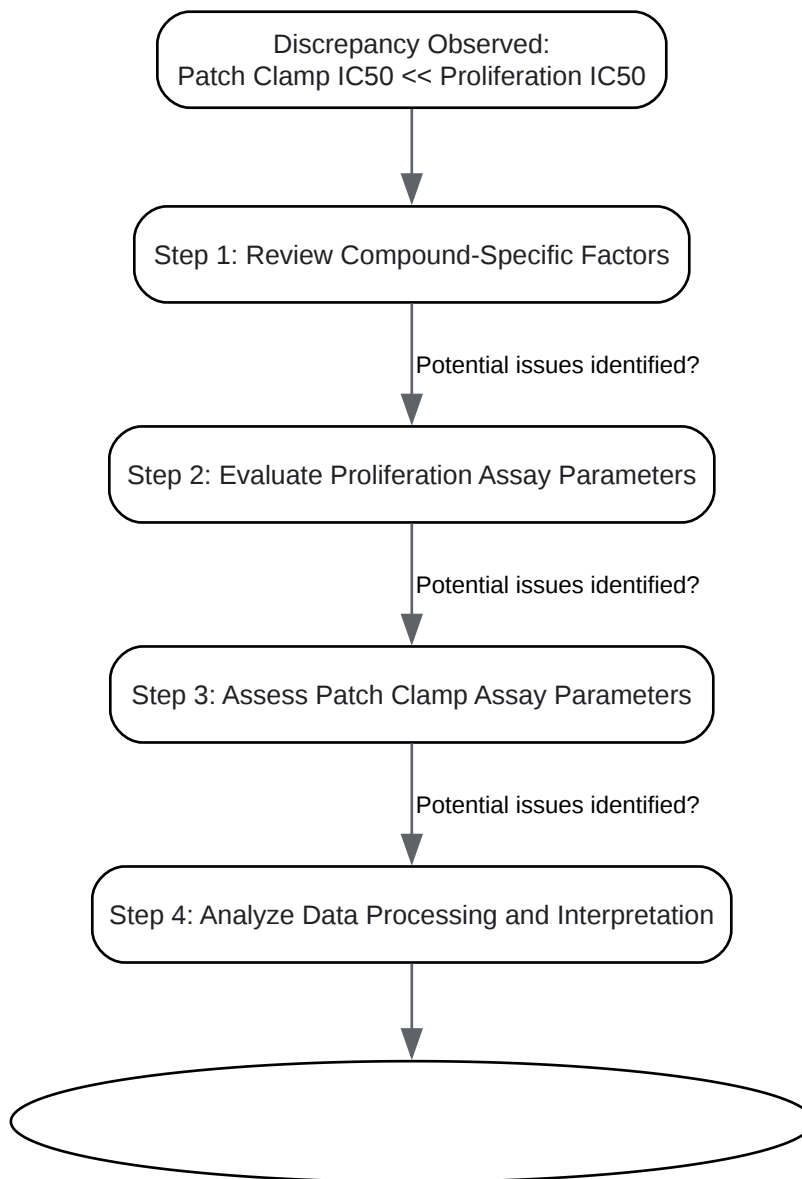 Discrepancy Observed:
Patch Clamp IC50 << Proliferation IC50
Step 1: Review Compound-Specific Factors
Potential issues identified?
Step 2: Evaluate Proliferation Assay Parameters
Potential issues identified?
Step 3: Assess Patch Clamp Assay Parameters
Potential issues identified?
Step 4: Analyze Data Processing and Interpretation